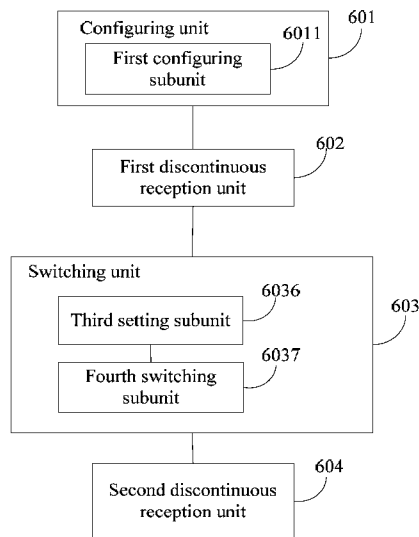 Configuring unit
First configuring
subunit
6011
601
First discontinuous
reception unit
602
Switching unit
Third setting subunit
6036
Fourth switching
subunit
6037
603
Second discontinuous
reception unit
604